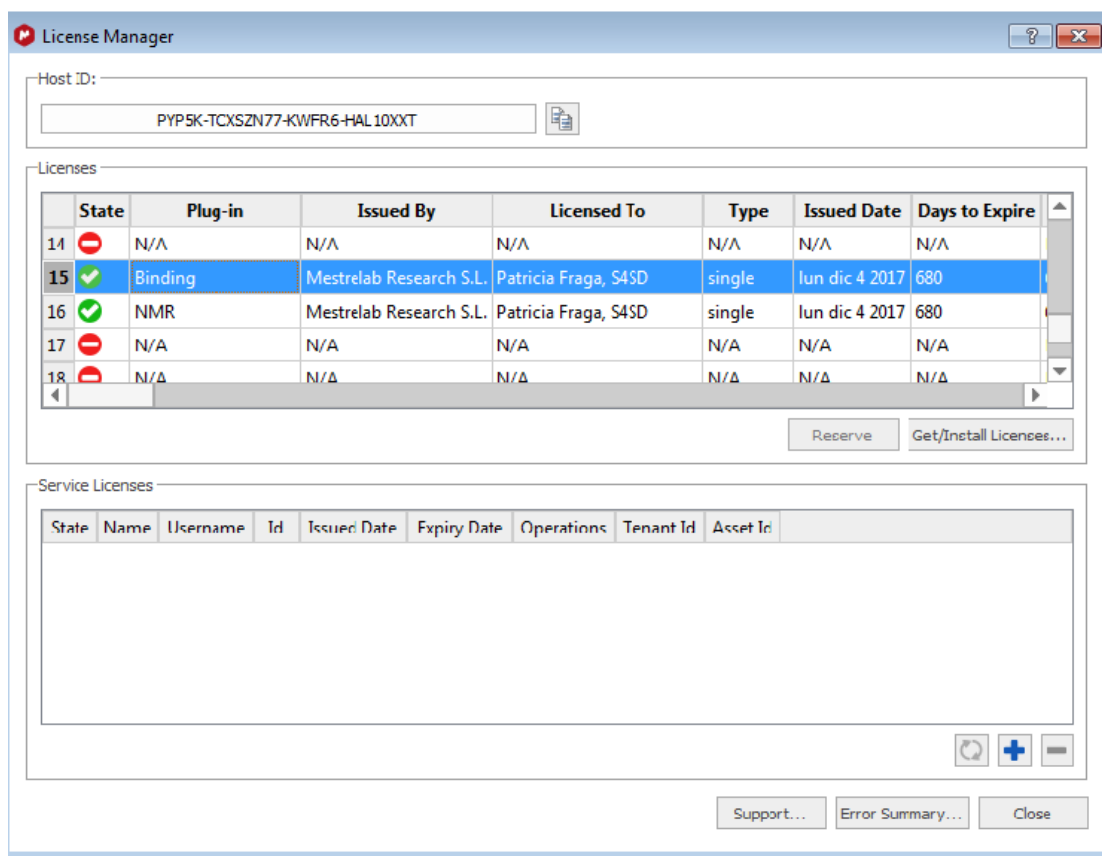 License Manager
Host ID:
PYP5K-TCXSZN77-KWFR6-HAL10XXT
Licenses
State Plug-in Issued By Licensed To Type Issued Date Days to Expire
14 N/A N/A N/A N/A N/A N/A
15 Binding Mestrelab Research S.L. Patricia Fraga, S4SD single lun dic 4 2017 680
16 NMR Mestrelab Research S.L. Patricia Fraga, S4SD single lun dic 4 2017 680
17 N/A N/A N/A N/A N/A N/A
18 N/A N/A N/A N/A N/A N/A
Reserve Get/Install Licenses...
Service Licenses
State Name Username Id Issued Date Expiry Date Operations Tenant Id Asset Id
Support... Error Summary... Close